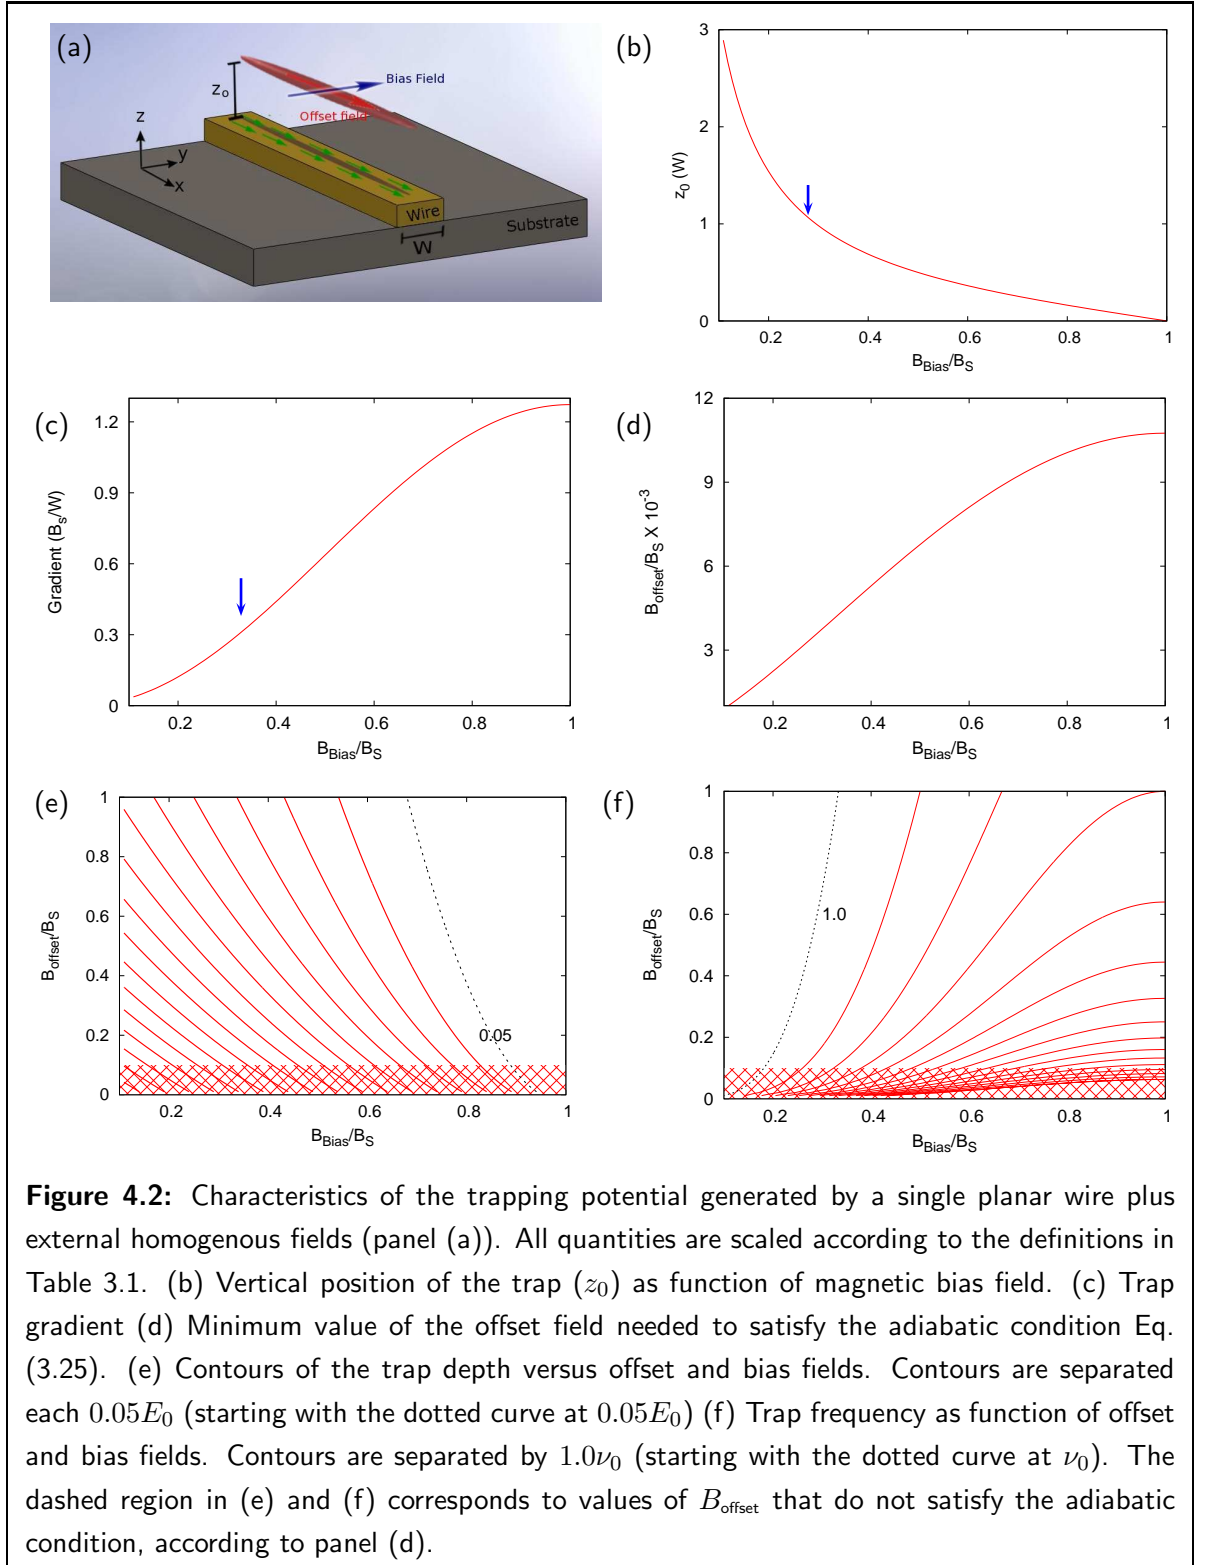 (a)
Bias Field
z₀
Offset field
z
y
x
Wire
W
Substrate
(b)
3
2
1
0
z₀ (W)
0.2 0.4 0.6 0.8 1
B_Bias/B_S
(c)
1.2
0.9
0.6
0.3
0
Gradient (B_s/W)
0.2 0.4 0.6 0.8 1
B_Bias/B_S
(d)
12
9
6
3
B_offset/B_S X 10⁻³
0.2 0.4 0.6 0.8 1
B_Bias/B_S
(e)
1
0.8
0.6
0.4
0.2
0
B_offset/B_S
0.05
0.2 0.4 0.6 0.8 1
B_Bias/B_S
(f)
1
0.8
0.6
0.4
0.2
0
B_offset/B_S
1.0
0.2 0.4 0.6 0.8 1
B_Bias/B_S
Figure 4.2: Characteristics of the trapping potential generated by a single planar wire plus
external homogenous fields (panel (a)). All quantities are scaled according to the definitions in
Table 3.1. (b) Vertical position of the trap (z₀) as function of magnetic bias field. (c) Trap
gradient (d) Minimum value of the offset field needed to satisfy the adiabatic condition Eq.
(3.25). (e) Contours of the trap depth versus offset and bias fields. Contours are separated
each 0.05E₀ (starting with the dotted curve at 0.05E₀) (f) Trap frequency as function of offset
and bias fields. Contours are separated by 1.0ν₀ (starting with the dotted curve at ν₀). The
dashed region in (e) and (f) corresponds to values of B_offset that do not satisfy the adiabatic
condition, according to panel (d).